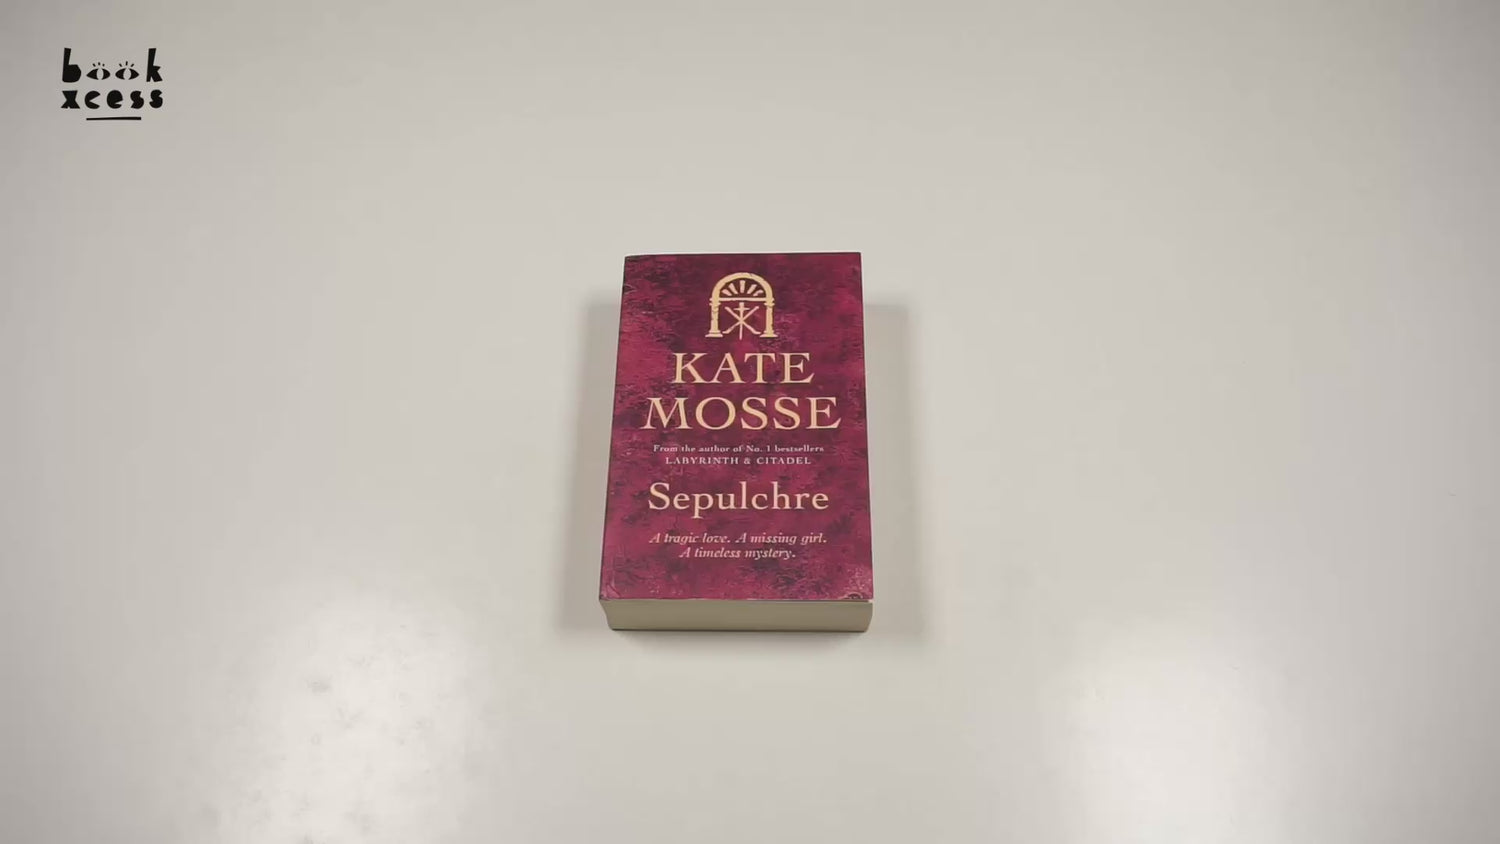 book
xcess
KATE
MOSSE
From the author of No. 1 bestsellers
LABYRINTH & CITADEL
Sepulchre
A tragic love. A missing girl.
A timeless mystery.